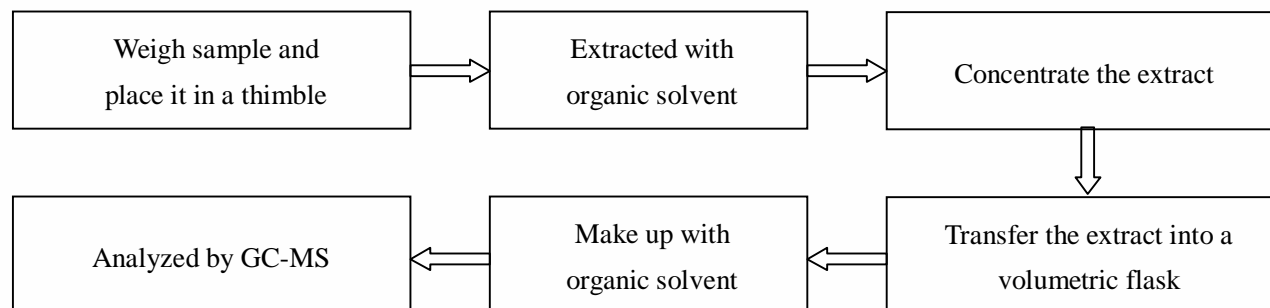 Weigh sample and
place it in a thimble
Extracted with
organic solvent
Concentrate the extract
Transfer the extract into a
volumetric flask
Make up with
organic solvent
Analyzed by GC-MS